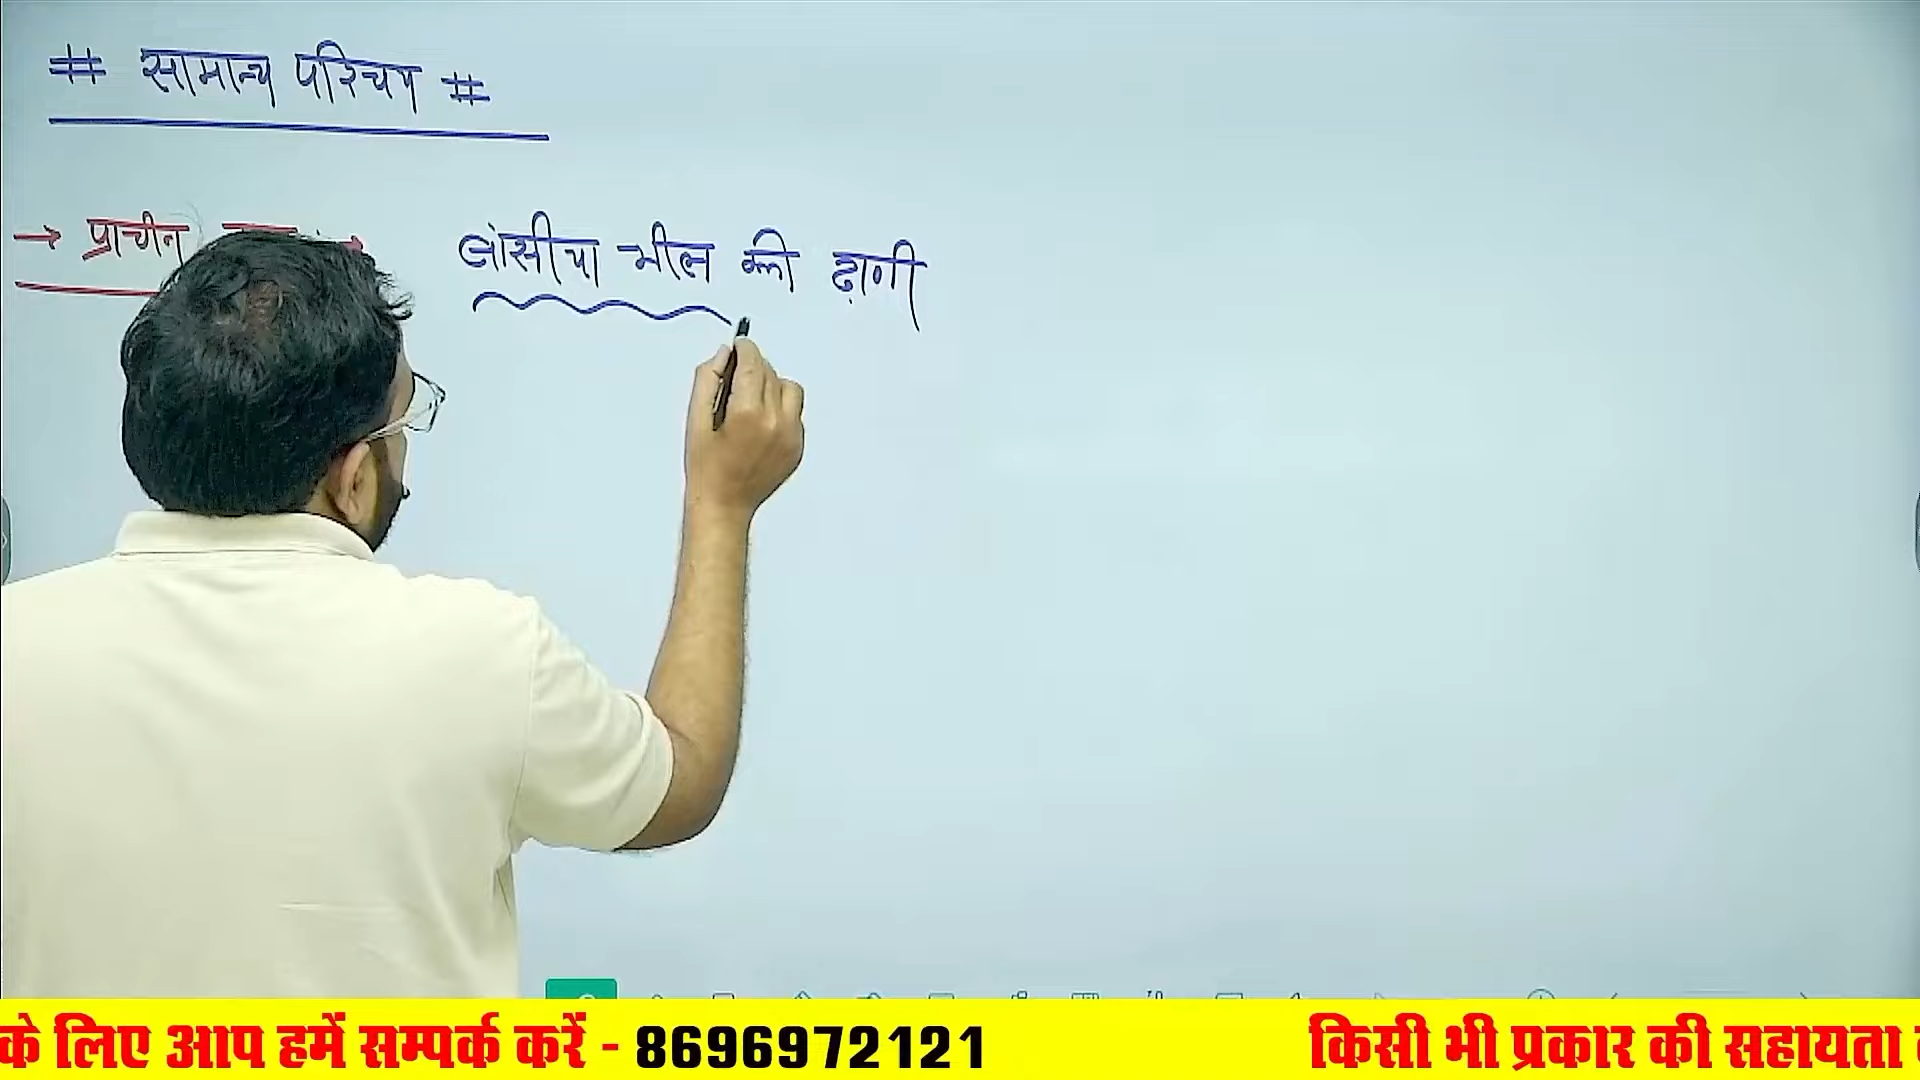 # सामान्य परिचय #
→ प्राचीन
बांसीया भील की ढ़ाणी
के लिए आप हमें सम्पर्क करें - 8696972121 किसी भी प्रकार की सहायता